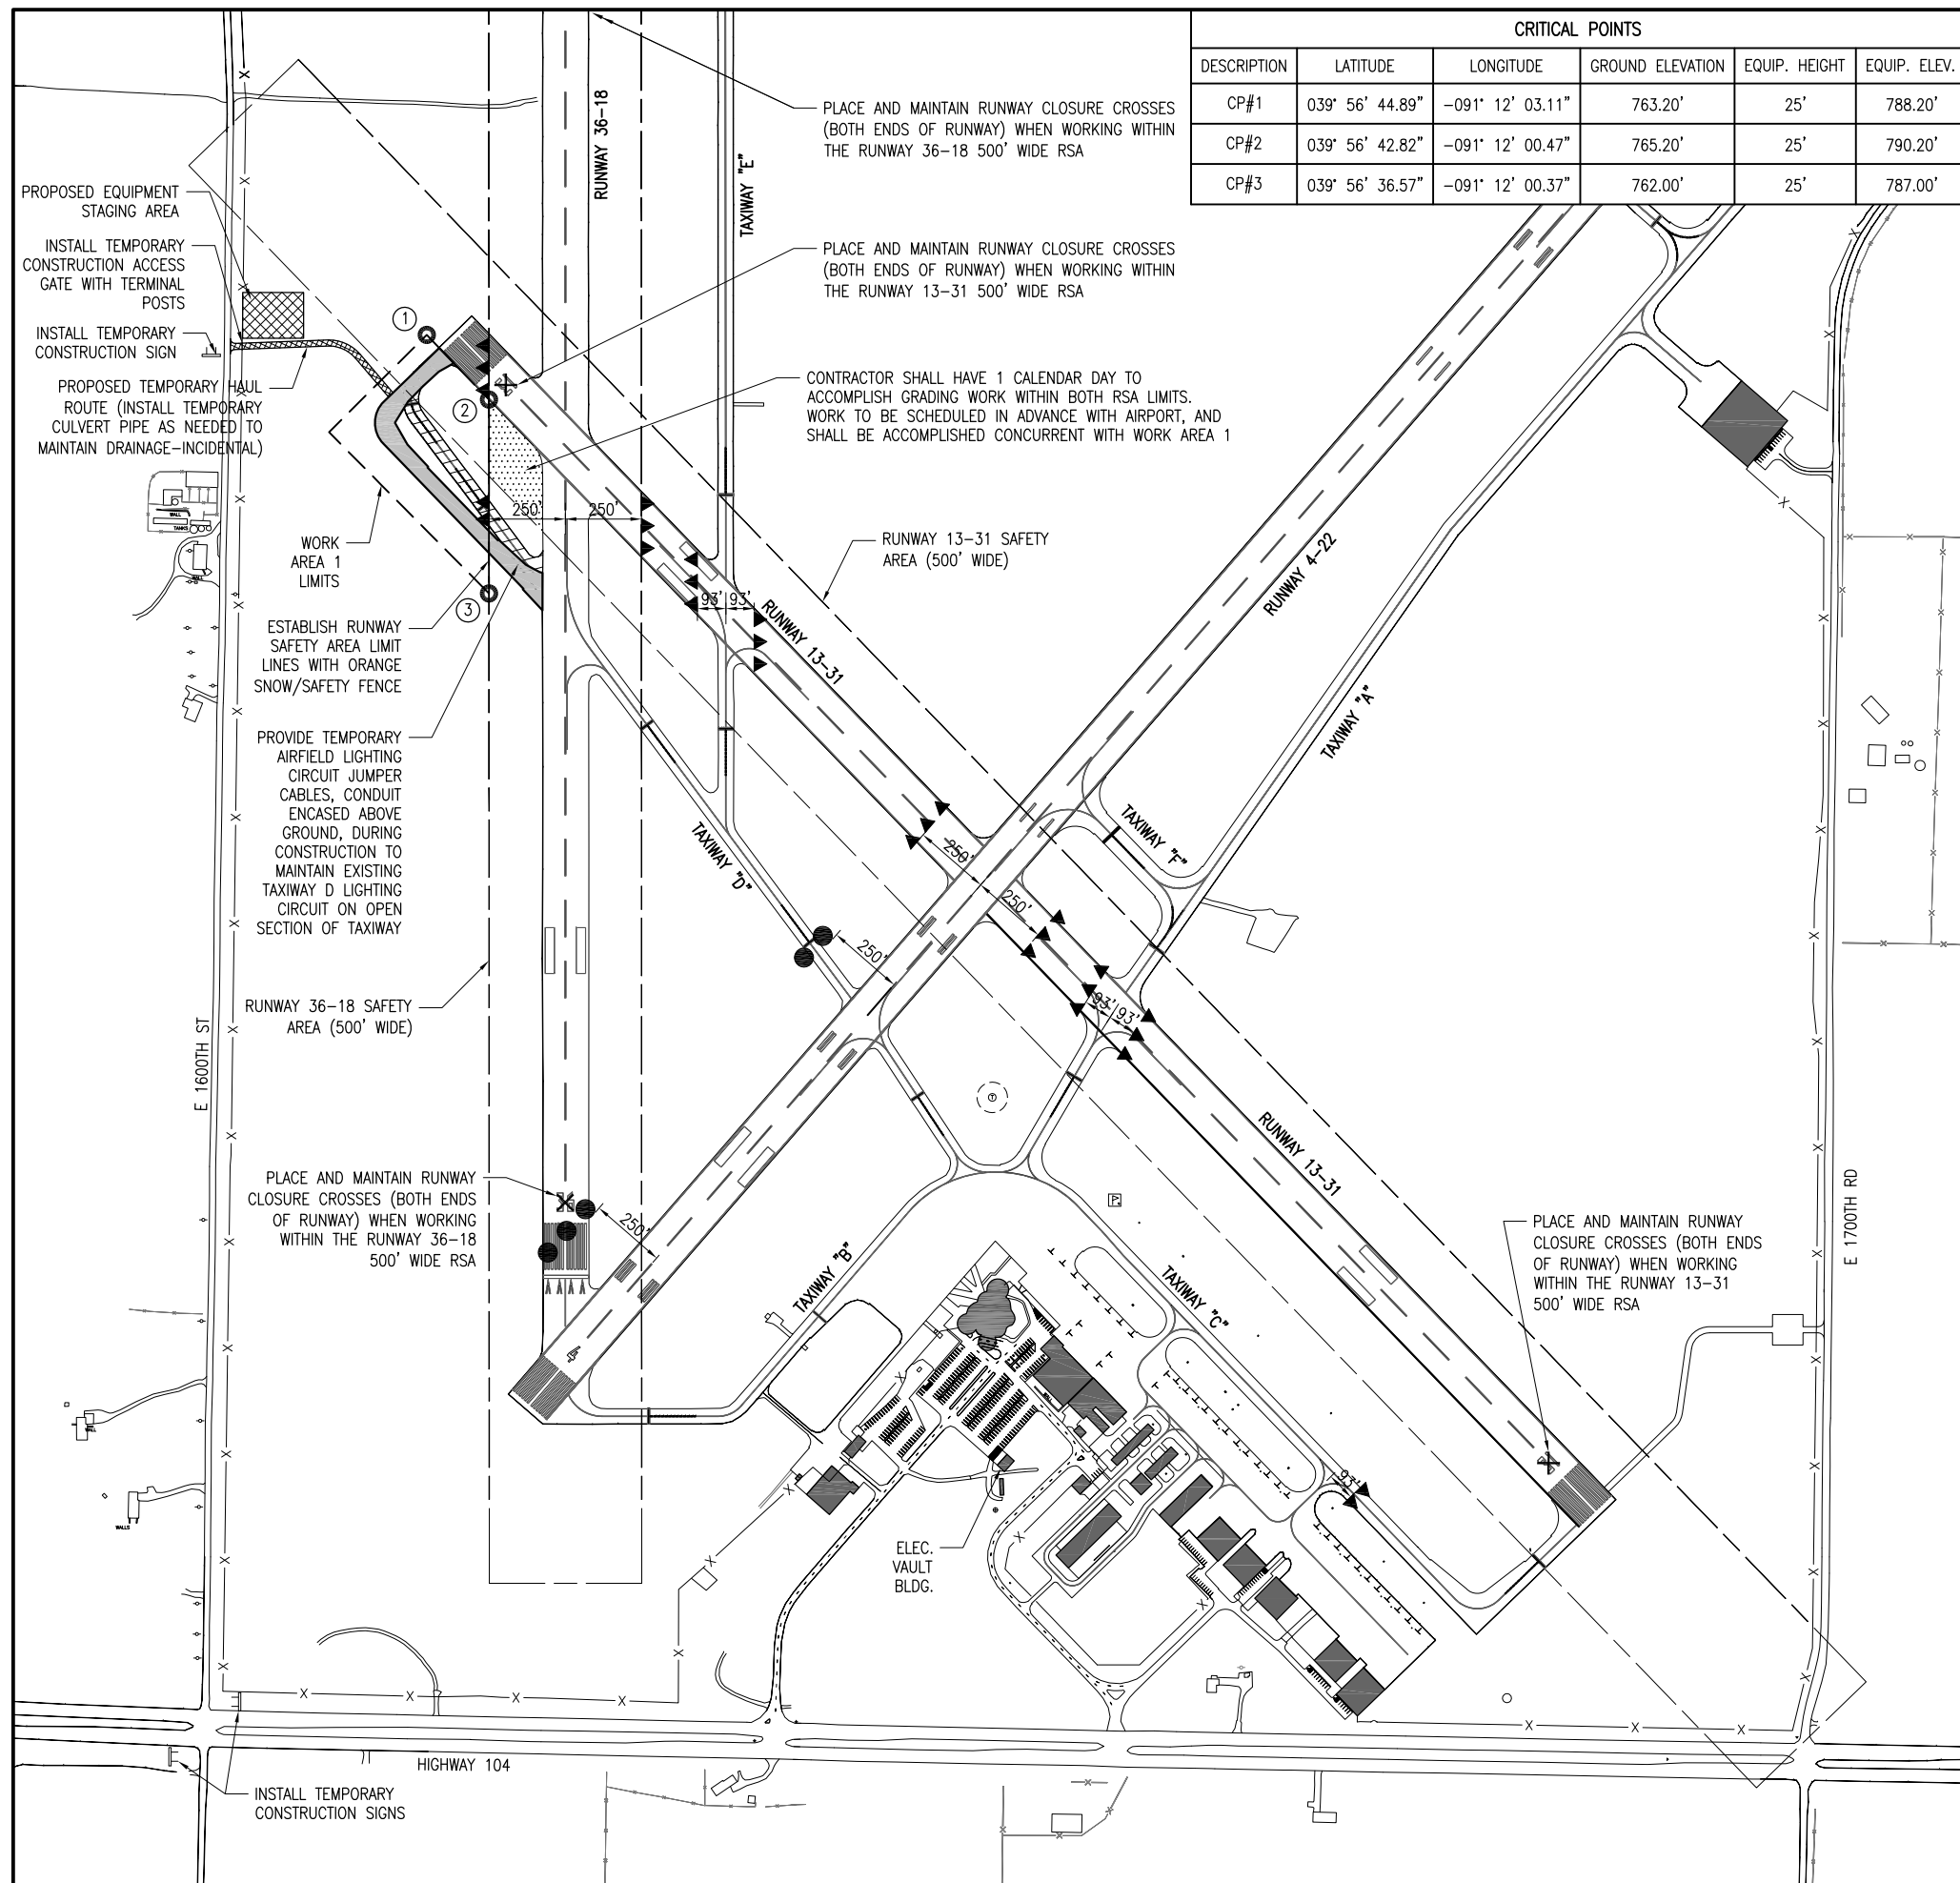 CRITICAL POINTS
DESCRIPTION LATITUDE LONGITUDE GROUND ELEVATION EQUIP. HEIGHT EQUIP. ELEV.
CP#1 039° 56' 44.89" -091° 12' 03.11" 763.20' 25' 788.20'
CP#2 039° 56' 42.82" -091° 12' 00.47" 765.20' 25' 790.20'
CP#3 039° 56' 36.57" -091° 12' 00.37" 762.00' 25' 787.00'
PLACE AND MAINTAIN RUNWAY CLOSURE CROSSES
(BOTH ENDS OF RUNWAY) WHEN WORKING WITHIN
THE RUNWAY 36-18 500' WIDE RSA
RUNWAY 36-18
TAXIWAY "E"
PROPOSED EQUIPMENT
STAGING AREA
INSTALL TEMPORARY
CONSTRUCTION ACCESS
GATE WITH TERMINAL
POSTS
INSTALL TEMPORARY
CONSTRUCTION SIGN
PROPOSED TEMPORARY HAUL
ROUTE (INSTALL TEMPORARY
CULVERT PIPE AS NEEDED TO
MAINTAIN DRAINAGE-INCIDENTAL)
PLACE AND MAINTAIN RUNWAY CLOSURE CROSSES
(BOTH ENDS OF RUNWAY) WHEN WORKING WITHIN
THE RUNWAY 13-31 500' WIDE RSA
1
2
3
CONTRACTOR SHALL HAVE 1 CALENDAR DAY TO
ACCOMPLISH GRADING WORK WITHIN BOTH RSA LIMITS.
WORK TO BE SCHEDULED IN ADVANCE WITH AIRPORT, AND
SHALL BE ACCOMPLISHED CONCURRENT WITH WORK AREA 1
250' 250'
WALL
TANKS
WORK
AREA 1
LIMITS
RUNWAY 13-31 SAFETY
AREA (500' WIDE)
RUNWAY 4-22
93' 93'
RUNWAY 13-31
ESTABLISH RUNWAY
SAFETY AREA LIMIT
LINES WITH ORANGE
SNOW/SAFETY FENCE
TAXIWAY "A"
PROVIDE TEMPORARY
AIRFIELD LIGHTING
CIRCUIT JUMPER
CABLES, CONDUIT
ENCASED ABOVE
GROUND, DURING
CONSTRUCTION TO
MAINTAIN EXISTING
TAXIWAY D LIGHTING
CIRCUIT ON OPEN
SECTION OF TAXIWAY
TAXIWAY "D"
TAXIWAY "F"
250'
250'
250'
93' 93'
RUNWAY 36-18 SAFETY
AREA (500' WIDE)
E 1600TH ST
RUNWAY 13-31
PLACE AND MAINTAIN RUNWAY
CLOSURE CROSSES (BOTH ENDS
OF RUNWAY) WHEN WORKING
WITHIN THE RUNWAY 36-18
500' WIDE RSA
250'
TAXIWAY "B"
TAXIWAY "C"
E 1700TH RD
PLACE AND MAINTAIN RUNWAY
CLOSURE CROSSES (BOTH ENDS
OF RUNWAY) WHEN WORKING
WITHIN THE RUNWAY 13-31
500' WIDE RSA
4
WALL
WALLS
93'
ELEC.
VAULT
BLDG.
HIGHWAY 104
INSTALL TEMPORARY
CONSTRUCTION SIGNS